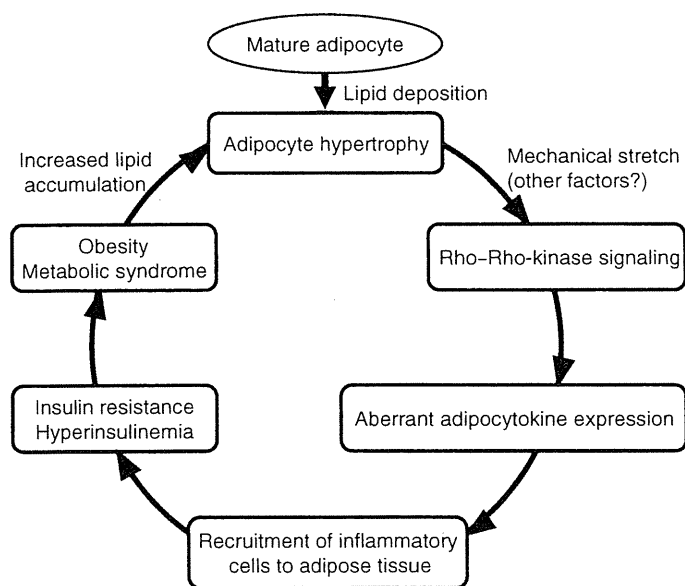 Mature adipocyte
Lipid deposition
Adipocyte hypertrophy
Mechanical stretch
(other factors?)
Rho–Rho-kinase signaling
Aberrant adipocytokine expression
Recruitment of inflammatory
cells to adipose tissue
Insulin resistance
Hyperinsulinemia
Obesity
Metabolic syndrome
Increased lipid
accumulation